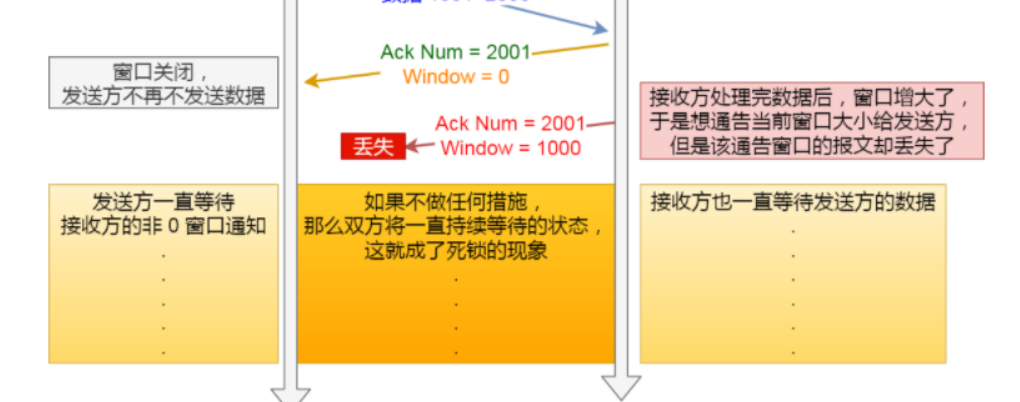 Ack Num = 2001
Window = 0
窗口关闭，
发送方不再不发送数据
接收方处理完数据后，窗口增大了，
于是想通告当前窗口大小给发送方，
但是该通告窗口的报文却丢失了
Ack Num = 2001
Window = 1000
丢失
发送方一直等待
接收方的非 0 窗口通知
.
.
.
.
.
如果不做任何措施，
那么双方将一直持续等待的状态，
这就成了死锁的现象
.
.
.
.
接收方也一直等待发送方的数据
.
.
.
.
.
.